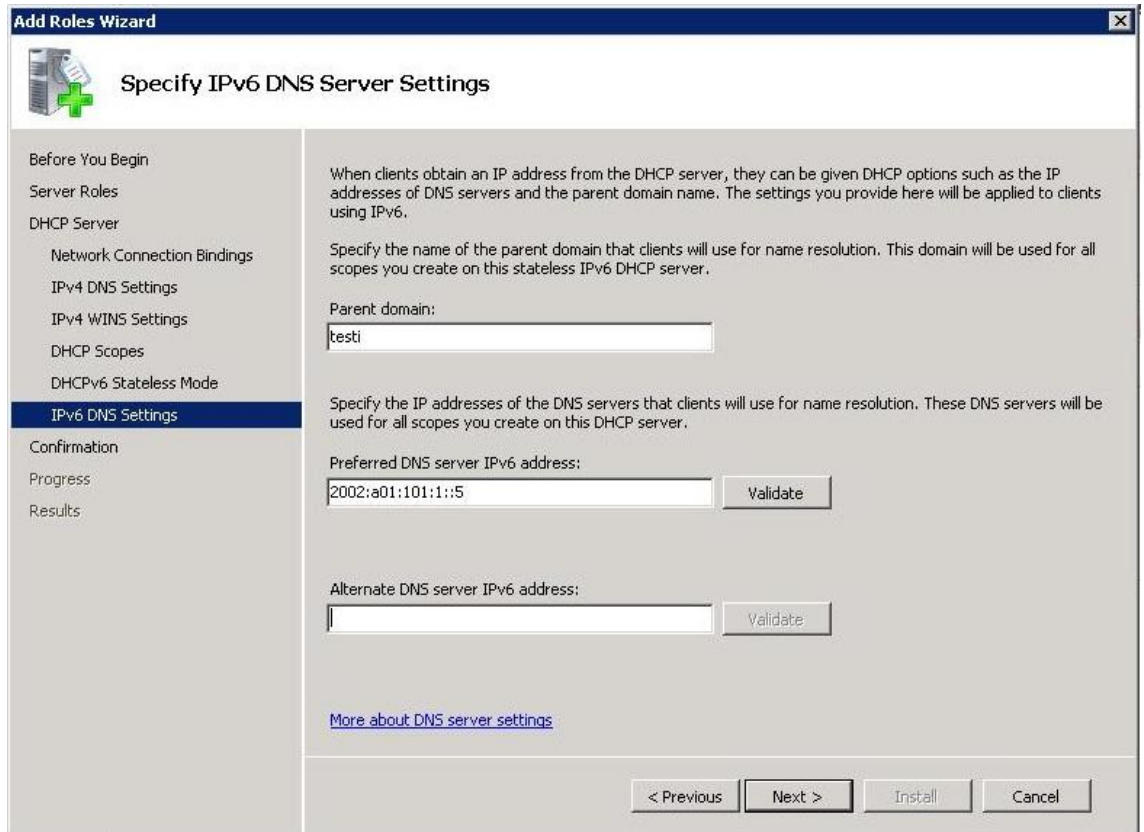 Add Roles Wizard
Specify IPv6 DNS Server Settings
Before You Begin
Server Roles
DHCP Server
Network Connection Bindings
IPv4 DNS Settings
IPv4 WINS Settings
DHCP Scopes
DHCPv6 Stateless Mode
IPv6 DNS Settings
Confirmation
Progress
Results
When clients obtain an IP address from the DHCP server, they can be given DHCP options such as the IP
addresses of DNS servers and the parent domain name. The settings you provide here will be applied to clients
using IPv6.
Specify the name of the parent domain that clients will use for name resolution. This domain will be used for all
scopes you create on this stateless IPv6 DHCP server.
Parent domain:
testi
Specify the IP addresses of the DNS servers that clients will use for name resolution. These DNS servers will be
used for all scopes you create on this DHCP server.
Preferred DNS server IPv6 address:
2002:a01:101:1::5 Validate
Alternate DNS server IPv6 address:
Validate
More about DNS server settings
< Previous Next > Install Cancel